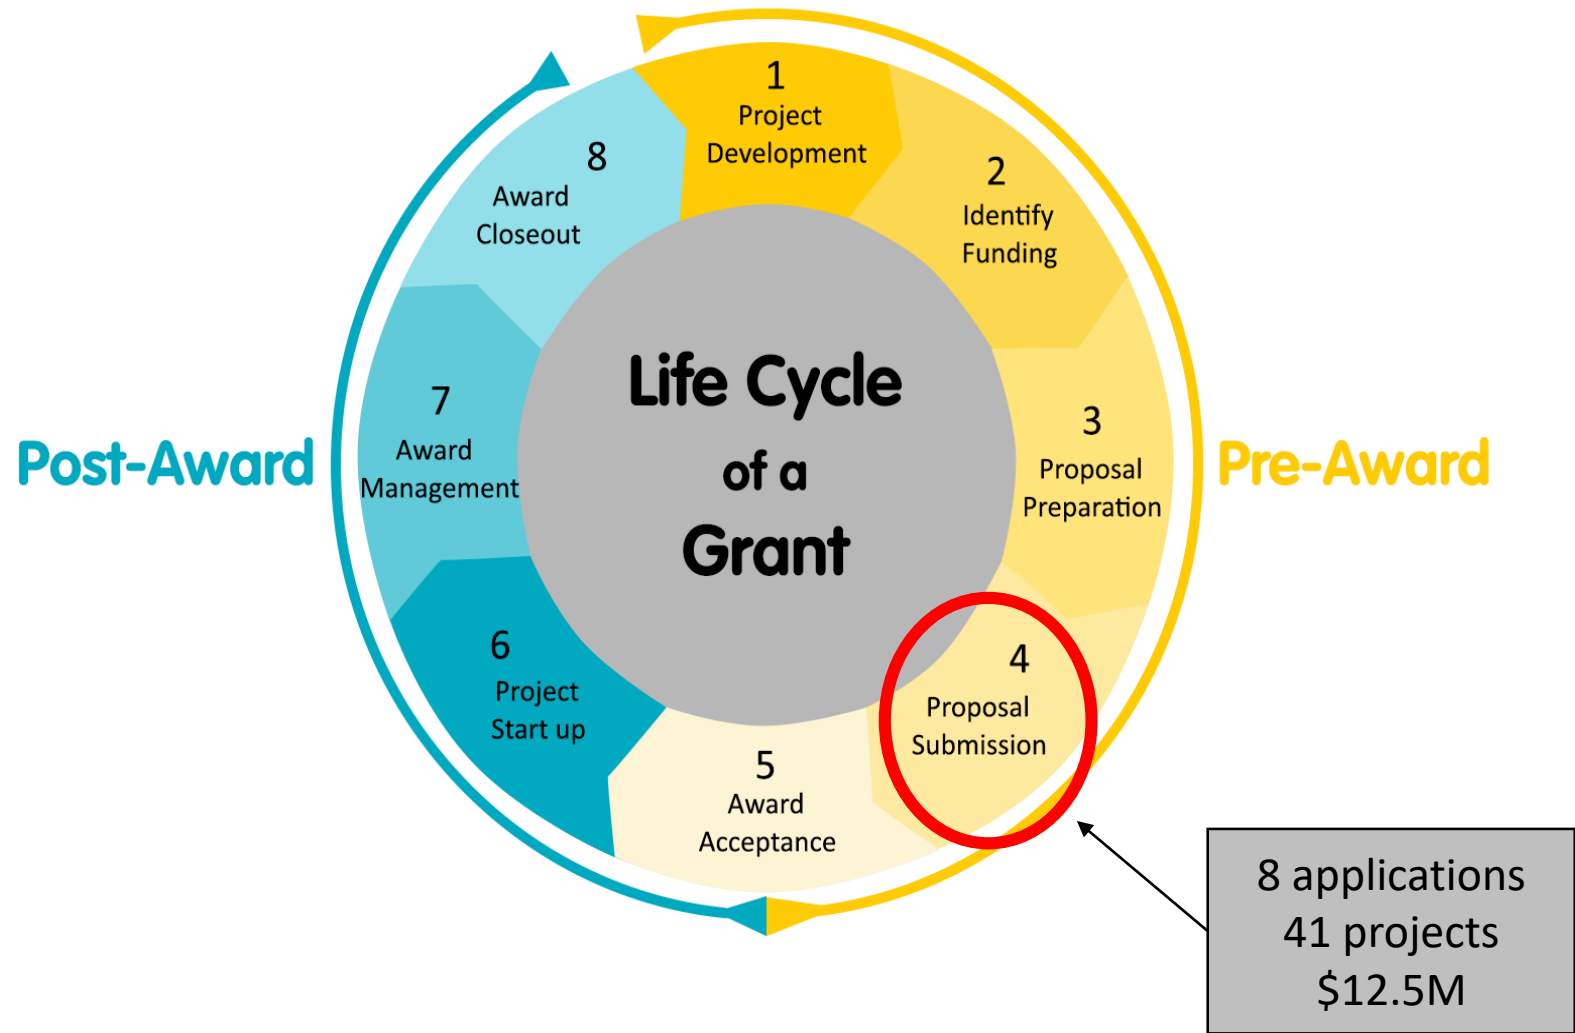 Life Cycle
of a
Grant
Pre-Award
1
Project
Development
2
Identify
Funding
3
Proposal
Preparation
4
Proposal
Submission
5
Award
Acceptance
Post-Award
6
Project
Start up
7
Award
Management
8
Award
Closeout
8 applications
41 projects
$12.5M